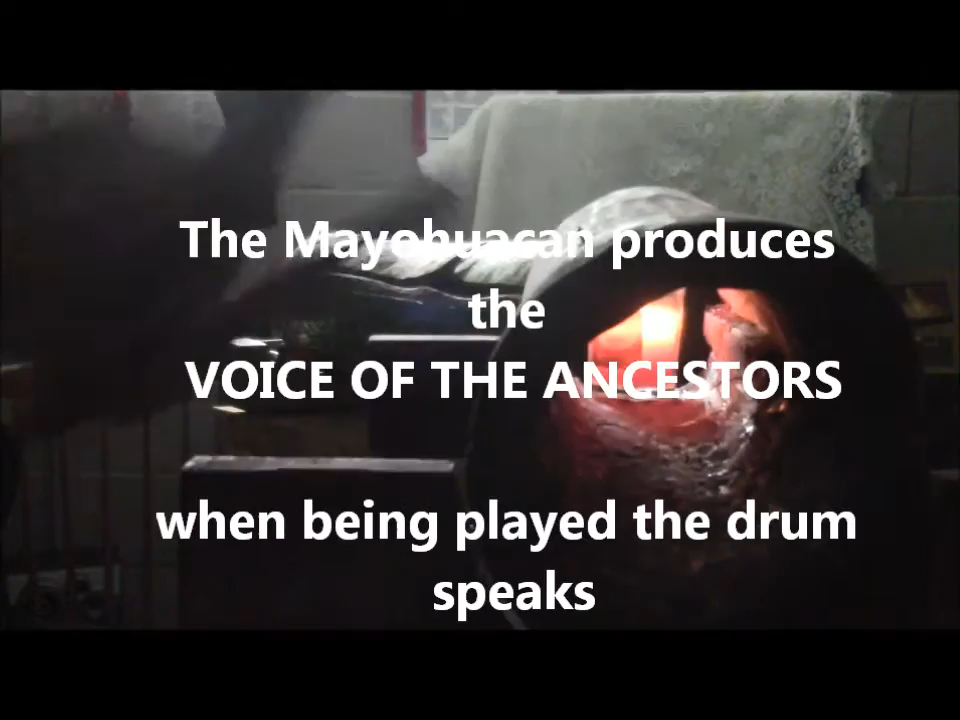 The Mayohuacan produces
the
VOICE OF THE ANCESTORS
when being played the drum
speaks